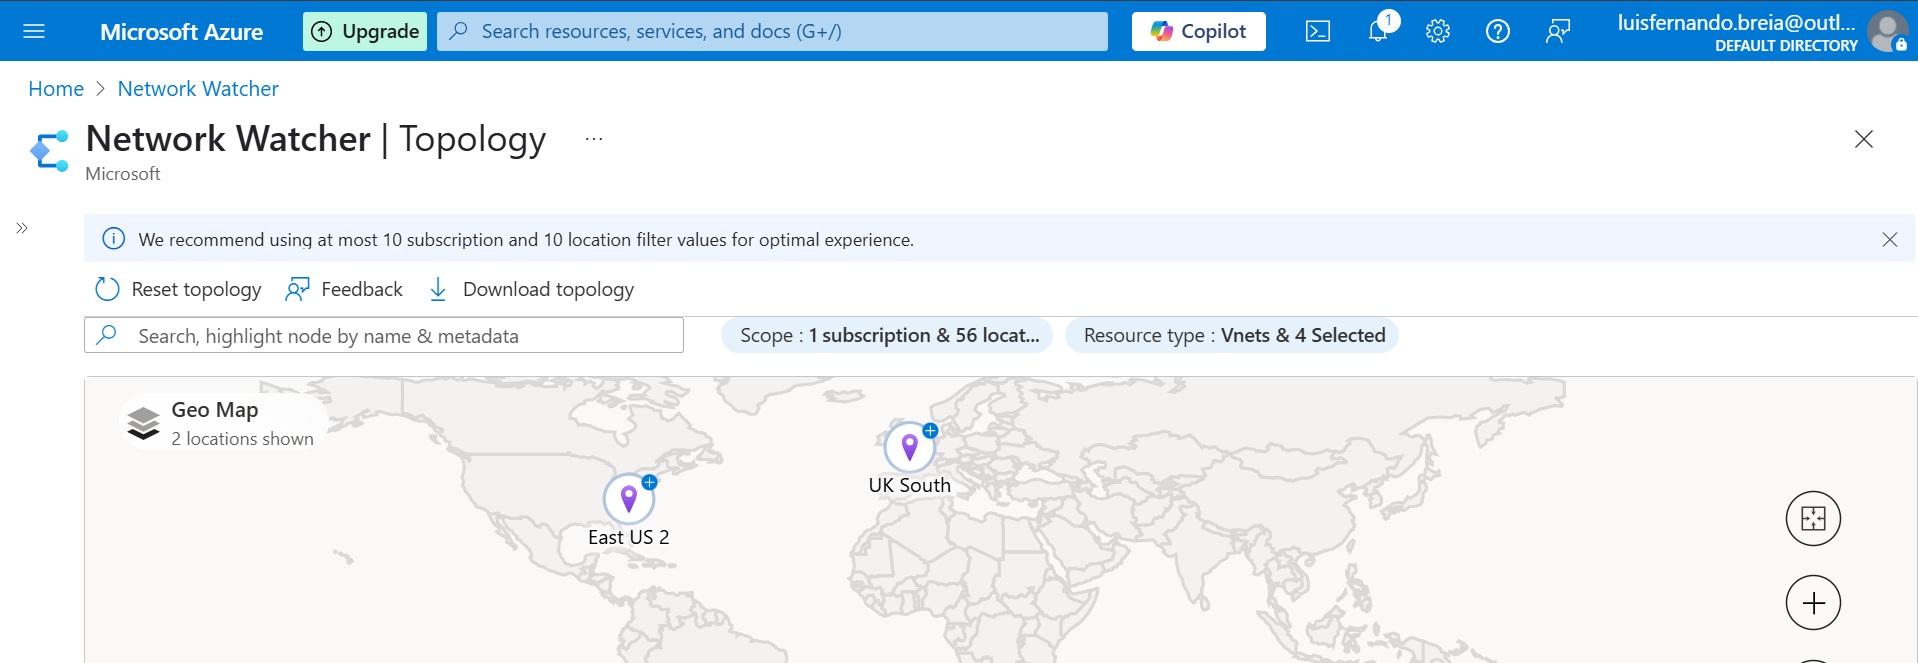 Microsoft Azure
Upgrade
Search resources, services, and docs (G+/)
Copilot
1
luisfernando.breia@outl...
DEFAULT DIRECTORY
Home > Network Watcher
Network Watcher | Topology ...
Microsoft
We recommend using at most 10 subscription and 10 location filter values for optimal experience.
Reset topology Feedback Download topology
Search, highlight node by name & metadata
Scope : 1 subscription & 56 locat...
Resource type : Vnets & 4 Selected
Geo Map
2 locations shown
UK South
East US 2